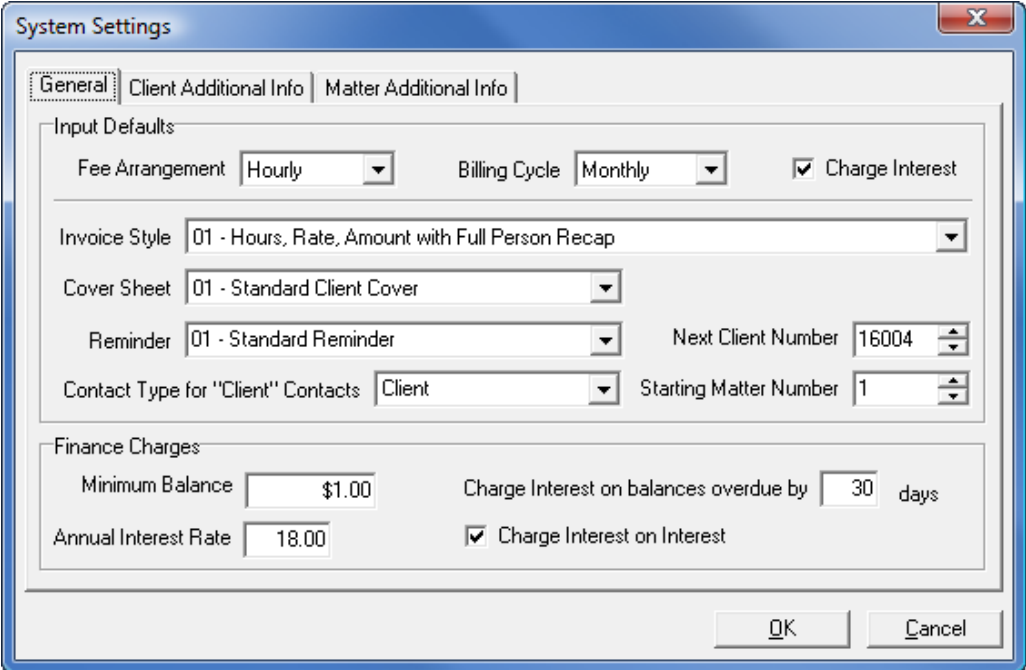 System Settings
General Client Additional Info Matter Additional Info
Input Defaults
Fee Arrangement Hourly Billing Cycle Monthly Charge Interest
Invoice Style 01 - Hours, Rate, Amount with Full Person Recap
Cover Sheet 01 - Standard Client Cover
Reminder 01 - Standard Reminder Next Client Number 16004
Contact Type for "Client" Contacts Client Starting Matter Number 1
Finance Charges
Minimum Balance $1.00 Charge Interest on balances overdue by 30 days
Annual Interest Rate 18.00 Charge Interest on Interest
OK Cancel